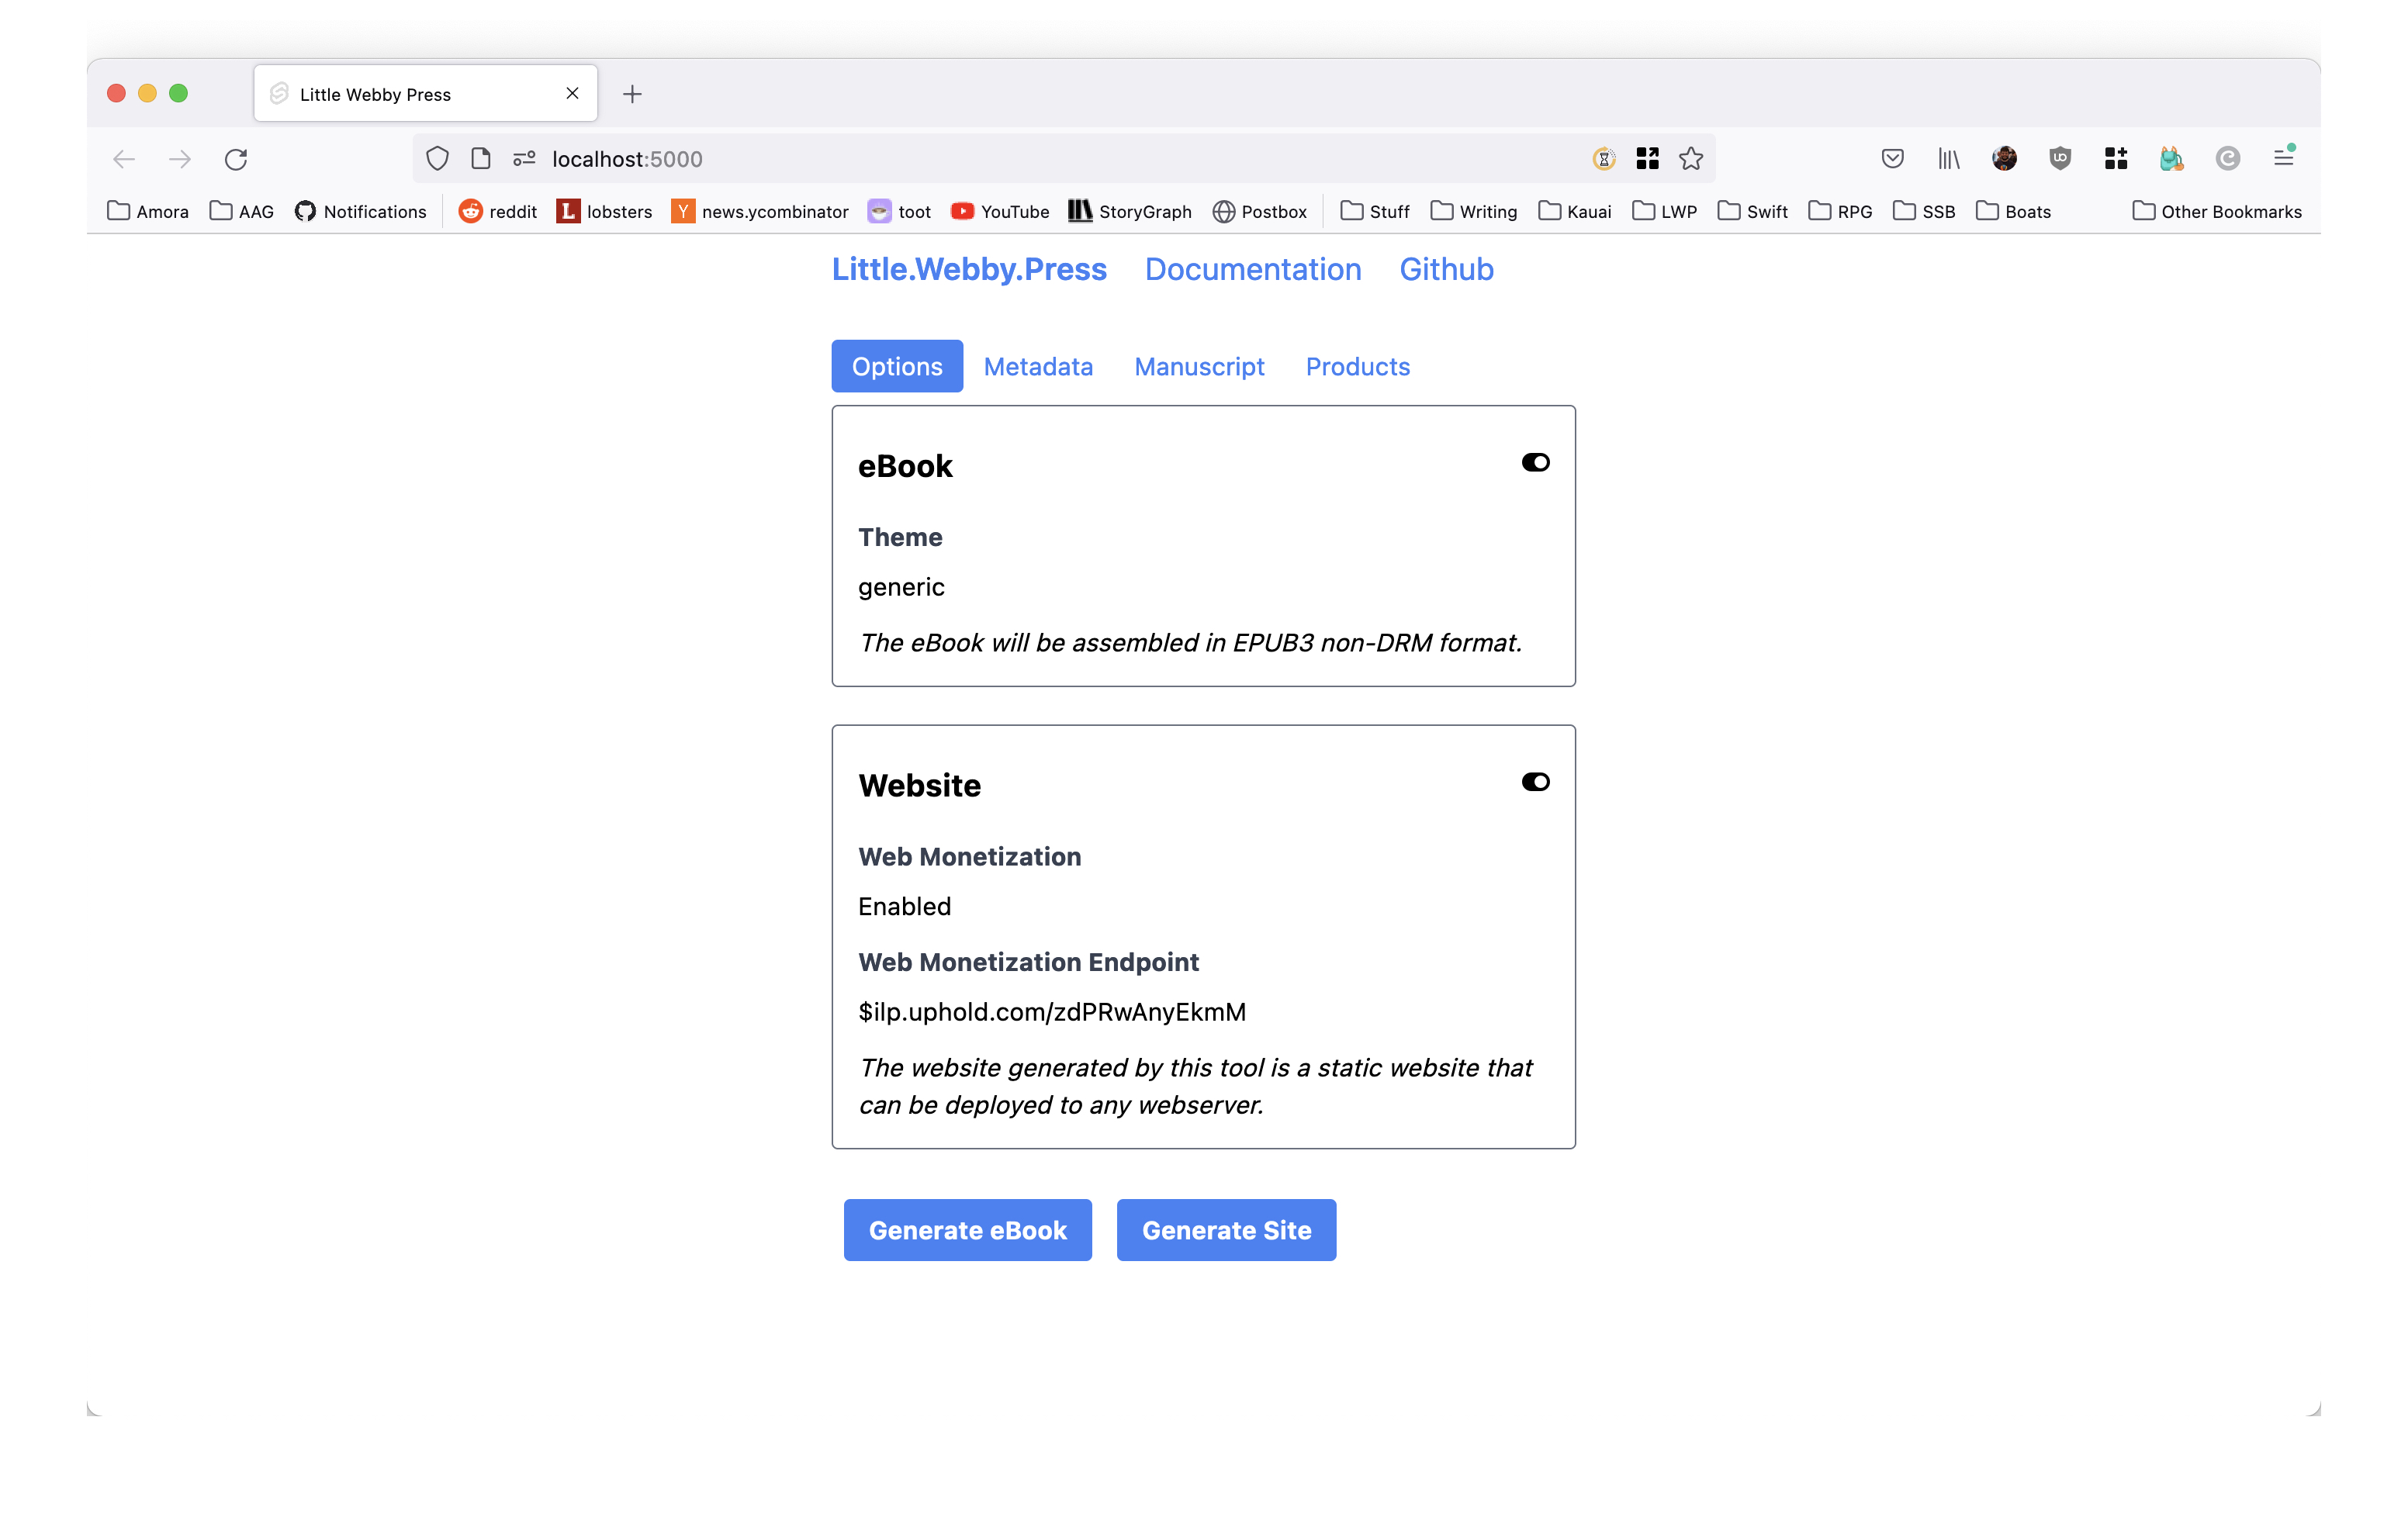 Little Webby Press
localhost:5000
Amora AAG Notifications reddit lobsters news.ycombinator toot YouTube StoryGraph Postbox Stuff Writing Kauai LWP Swift RPG SSB Boats Other Bookmarks
Little.Webby.Press Documentation Github
Options Metadata Manuscript Products
eBook
Theme
generic
The eBook will be assembled in EPUB3 non-DRM format.
Website
Web Monetization
Enabled
Web Monetization Endpoint
$ilp.uphold.com/zdPRwAnyEkmM
The website generated by this tool is a static website that
can be deployed to any webserver.
Generate eBook Generate Site